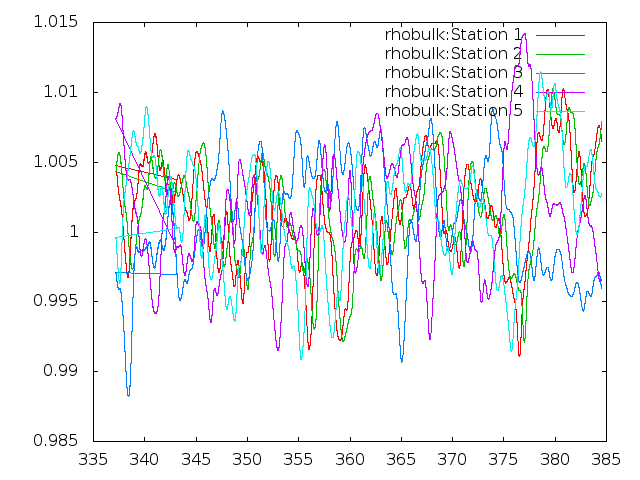 1.015
1.01
1.005
1
0.995
0.99
0.985
335 340 345 350 355 360 365 370 375 380 385
rhobulk:Station 1
rhobulk:Station 2
rhobulk:Station 3
rhobulk:Station 4
rhobulk:Station 5